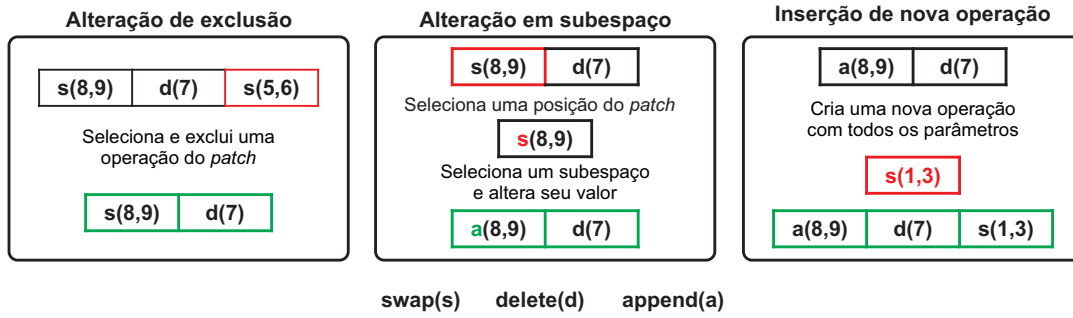 Alteração de exclusão
s(8,9) d(7) s(5,6)
Seleciona e exclui uma
operação do patch
s(8,9) d(7)
Alteração em subespaço
s(8,9) d(7)
Seleciona uma posição do patch
s(8,9)
Seleciona um subespaço
e altera seu valor
a(8,9) d(7)
Inserção de nova operação
a(8,9) d(7)
Cria uma nova operação
com todos os parâmetros
s(1,3)
a(8,9) d(7) s(1,3)
swap(s) delete(d) append(a)